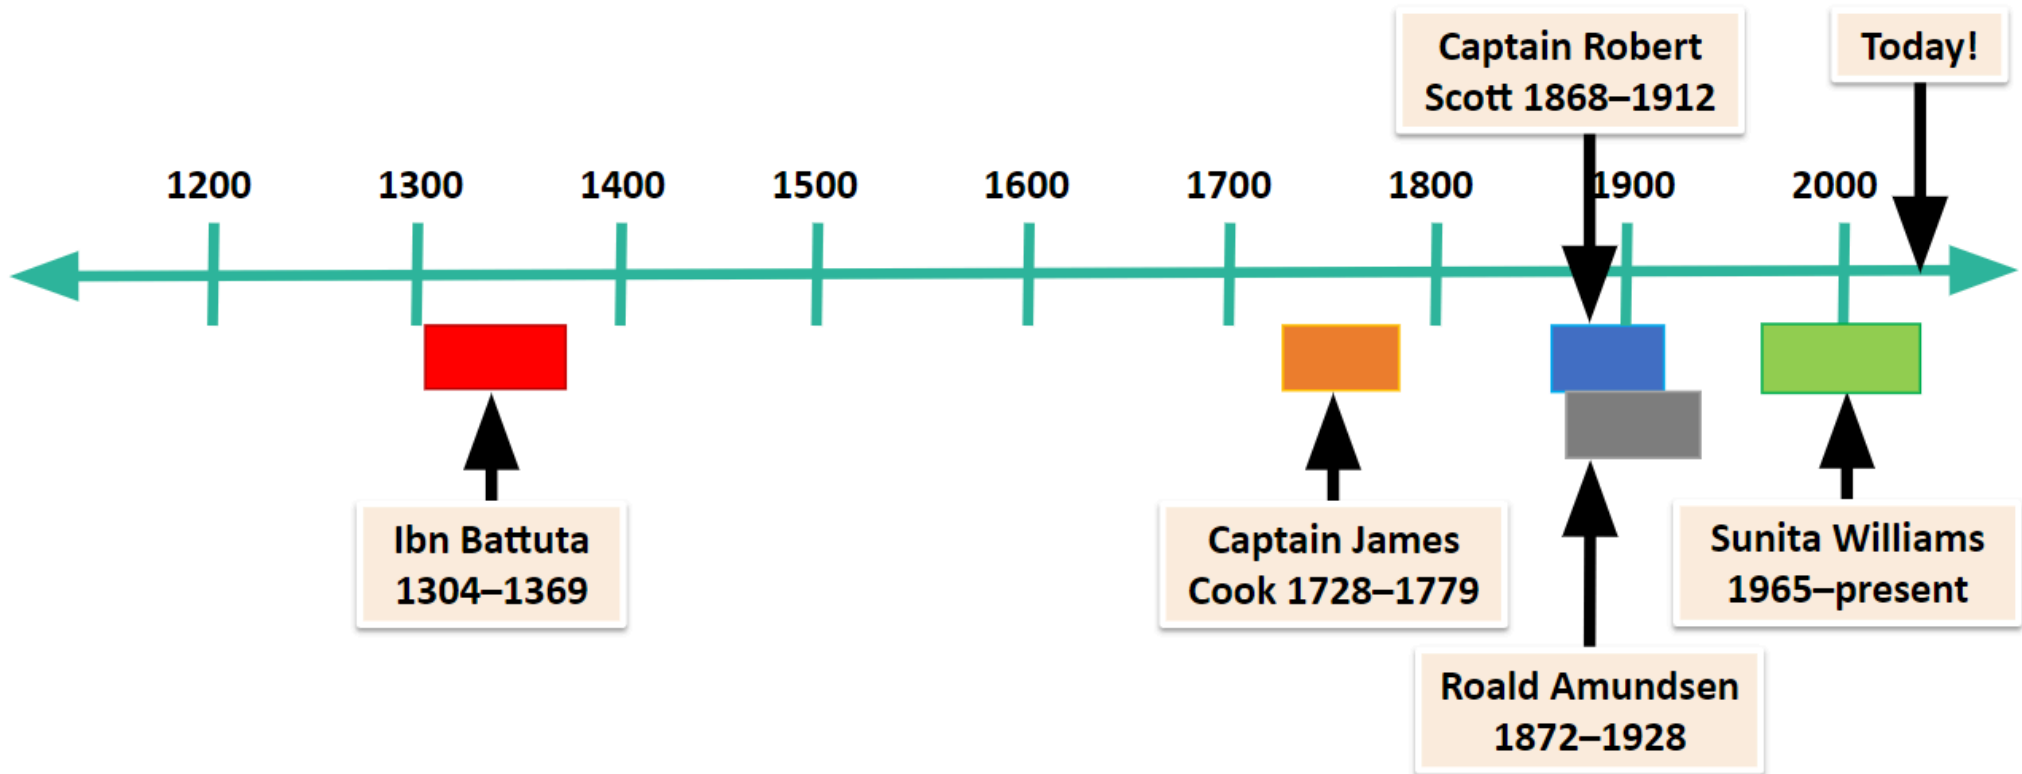 Captain Robert
Scott 1868–1912
Today!
1200
1300
1400
1500
1600
1700
1800
1900
2000
Ibn Battuta
1304–1369
Captain James
Cook 1728–1779
Sunita Williams
1965–present
Roald Amundsen
1872–1928